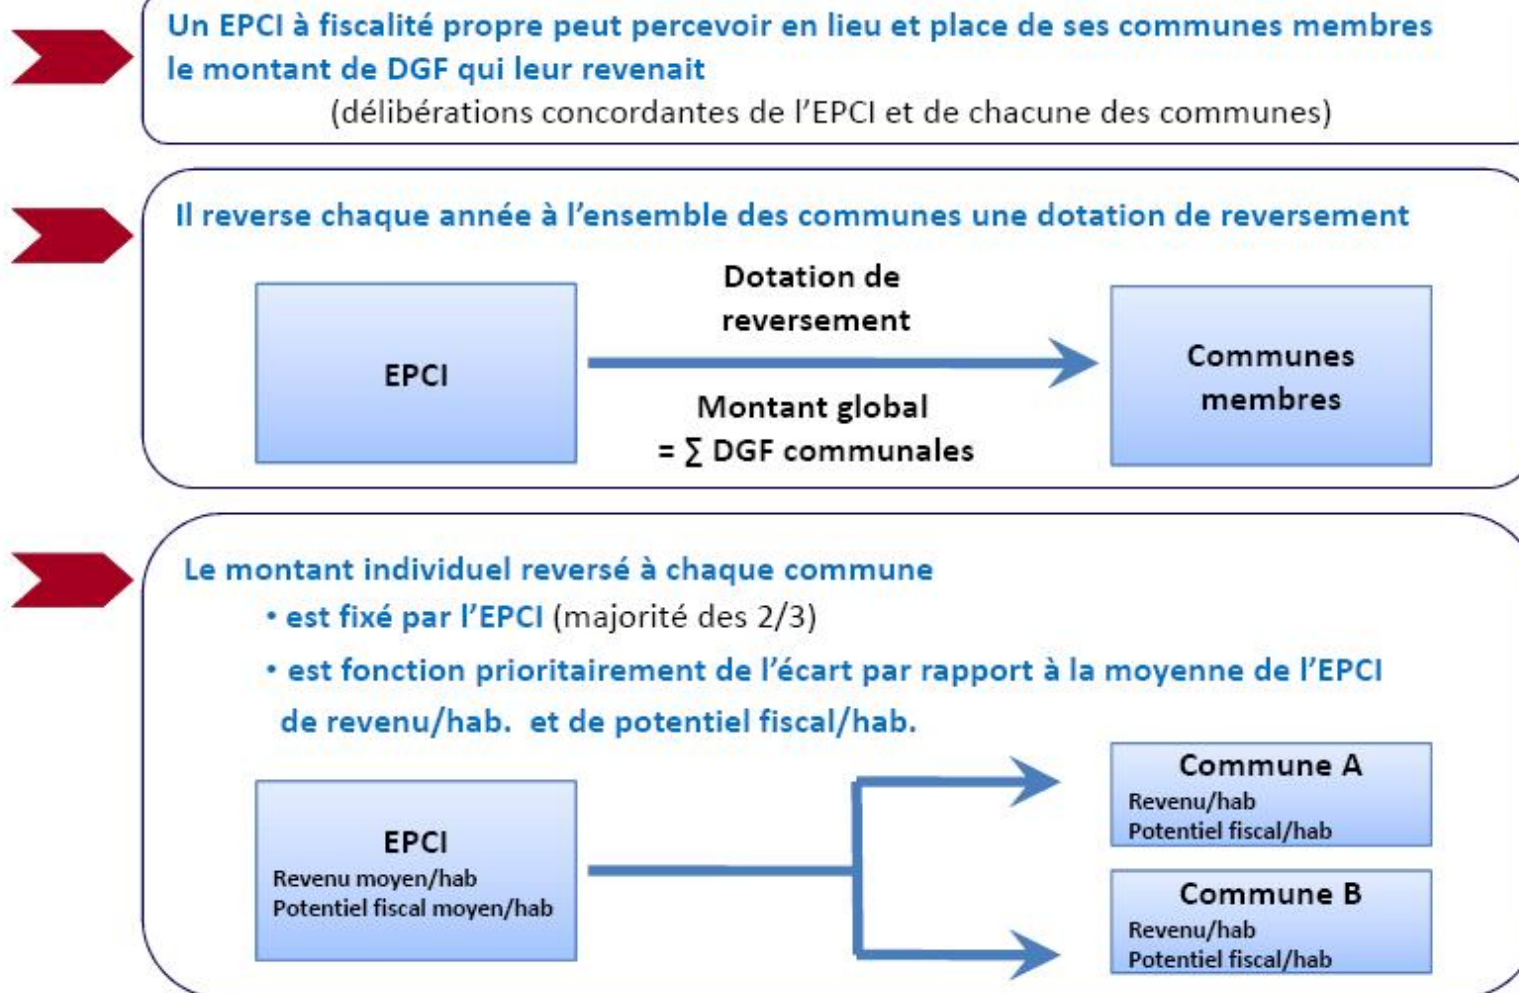 Un EPCI à fiscalité propre peut percevoir en lieu et place de ses communes membres
le montant de DGF qui leur revenait
(délibérations concordantes de l’EPCI et de chacune des communes)
Il reverse chaque année à l’ensemble des communes une dotation de reversement
EPCI
Dotation de
reversement
Montant global
= ∑ DGF communales
Communes
membres
Le montant individuel reversé à chaque commune
• est fixé par l’EPCI (majorité des 2/3)
• est fonction prioritairement de l’écart par rapport à la moyenne de l’EPCI
de revenu/hab. et de potentiel fiscal/hab.
EPCI
Revenu moyen/hab
Potentiel fiscal moyen/hab
Commune A
Revenu/hab
Potentiel fiscal/hab
Commune B
Revenu/hab
Potentiel fiscal/hab